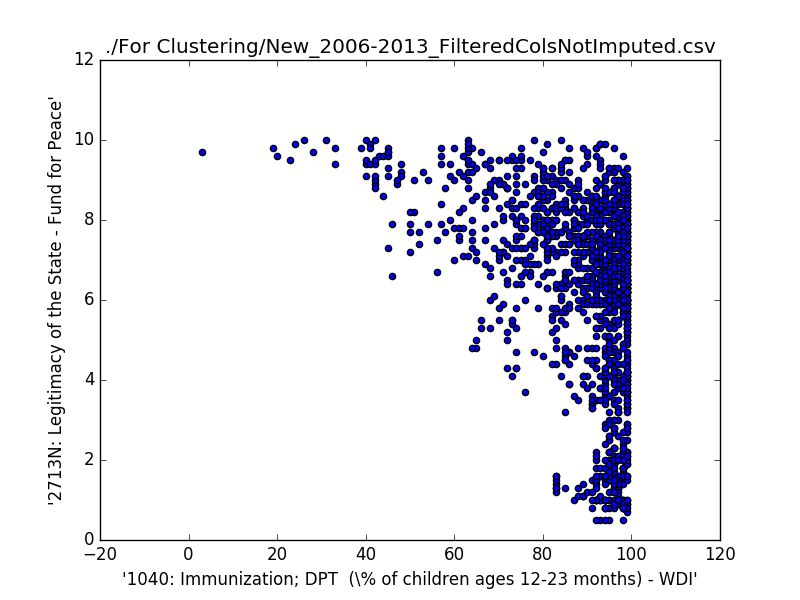 ./For Clustering/New_2006-2013_FilteredColsNotImputed.csv
12
10
8
6
4
2
0
'2713N: Legitimacy of the State - Fund for Peace'
−20 0 20 40 60 80 100 120
'1040: Immunization; DPT  (\% of children ages 12-23 months) - WDI'